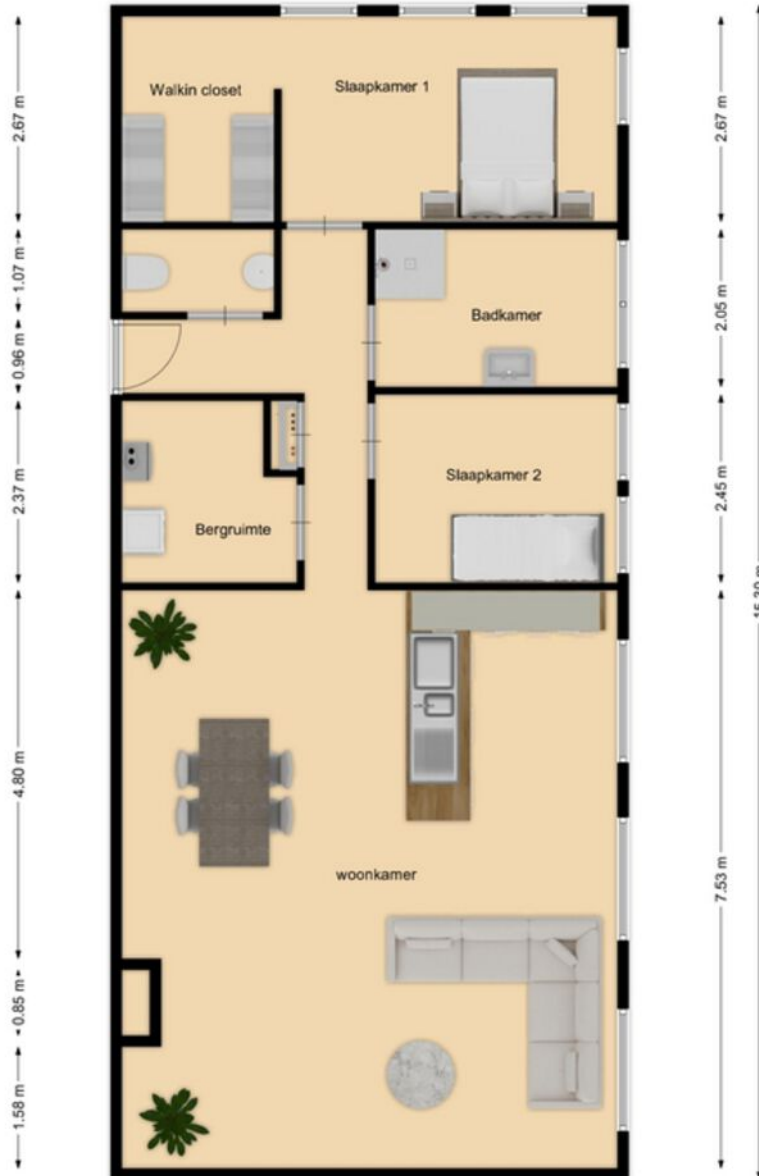 Walkin closet
Slaapkamer 1
Badkamer
Slaapkamer 2
Bergruimte
woonkamer
2.67 m
1.07 m
0.96 m
2.37 m
4.80 m
0.85 m
1.58 m
2.67 m
2.05 m
2.45 m
7.53 m